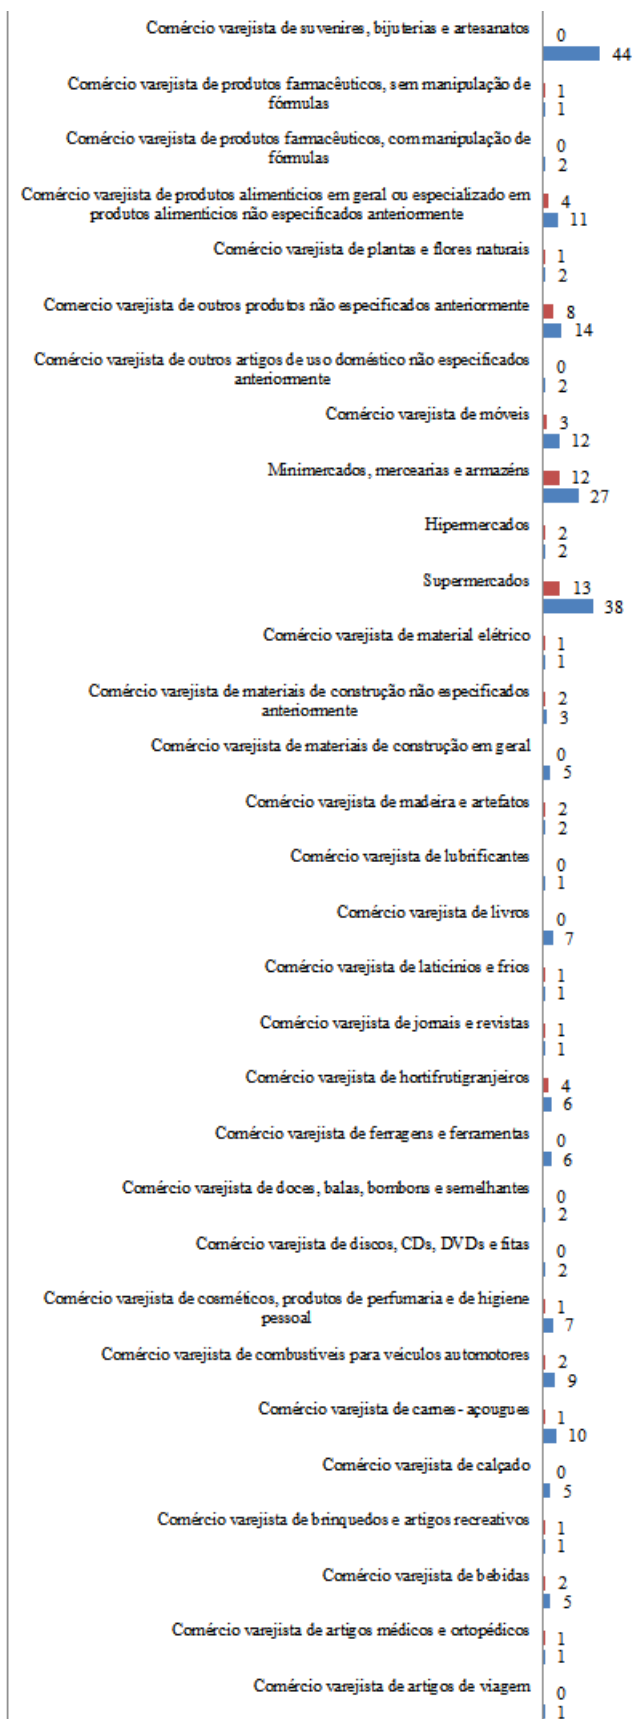 Comércio varejista de suvenires, bijuterias e artesanatos
0
44
Comércio varejista de produtos farmacêuticos, sem manipulação de
fórmulas
1
1
Comércio varejista de produtos farmacêuticos, com manipulação de
fórmulas
0
2
Comércio varejista de produtos alimentícios em geral ou especializado em
produtos alimentícios não especificados anteriormente
4
11
Comércio varejista de plantas e flores naturais
1
2
Comercio varejista de outros produtos não especificados anteriormente
8
14
Comércio varejista de outros artigos de uso doméstico não especificados
anteriormente
0
2
Comércio varejista de móveis
3
12
Minimercados, mercearias e armazéns
12
27
Hipermercados
2
2
Supermercados
13
38
Comércio varejista de material elétrico
1
1
Comércio varejista de materiais de construção não especificados
anteriormente
2
3
Comércio varejista de materiais de construção em geral
0
5
Comércio varejista de madeira e artefatos
2
2
Comércio varejista de lubrificantes
0
1
Comércio varejista de livros
0
7
Comércio varejista de laticínios e frios
1
1
Comércio varejista de jornais e revistas
1
1
Comércio varejista de hortifrutigranjeiros
4
6
Comércio varejista de ferragens e ferramentas
0
6
Comércio varejista de doces, balas, bombons e semelhantes
0
2
Comércio varejista de discos, CDs, DVDs e fitas
0
2
Comércio varejista de cosméticos, produtos de perfumaria e de higiene
pessoal
1
7
Comércio varejista de combustíveis para veículos automotores
2
9
Comércio varejista de carnes- açougues
1
10
Comércio varejista de calçado
0
5
Comércio varejista de brinquedos e artigos recreativos
1
1
Comércio varejista de bebidas
2
5
Comércio varejista de artigos médicos e ortopédicos
1
1
Comércio varejista de artigos de viagem
0
1